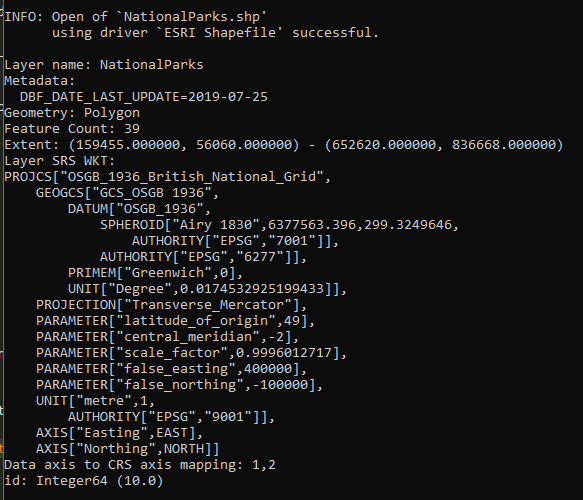 INFO: Open of `NationalParks.shp'
using driver `ESRI Shapefile' successful.
Layer name: NationalParks
Metadata:
DBF_DATE_LAST_UPDATE=2019-07-25
Geometry: Polygon
Feature Count: 39
Extent: (159455.000000, 56060.000000) - (652620.000000, 836668.000000)
Layer SRS WKT:
PROJCS["OSGB_1936_British_National_Grid",
GEOGCS["GCS_OSGB 1936",
DATUM["OSGB_1936",
SPHEROID["Airy 1830",6377563.396,299.3249646,
AUTHORITY["EPSG","7001"]],
AUTHORITY["EPSG","6277"]],
PRIMEM["Greenwich",0],
UNIT["Degree",0.0174532925199433]],
PROJECTION["Transverse_Mercator"],
PARAMETER["latitude_of_origin",49],
PARAMETER["central_meridian",-2],
PARAMETER["scale_factor",0.9996012717],
PARAMETER["false_easting",400000],
PARAMETER["false_northing",-100000],
UNIT["metre",1,
AUTHORITY["EPSG","9001"]],
AXIS["Easting",EAST],
AXIS["Northing",NORTH]]
Data axis to CRS axis mapping: 1,2
id: Integer64 (10.0)